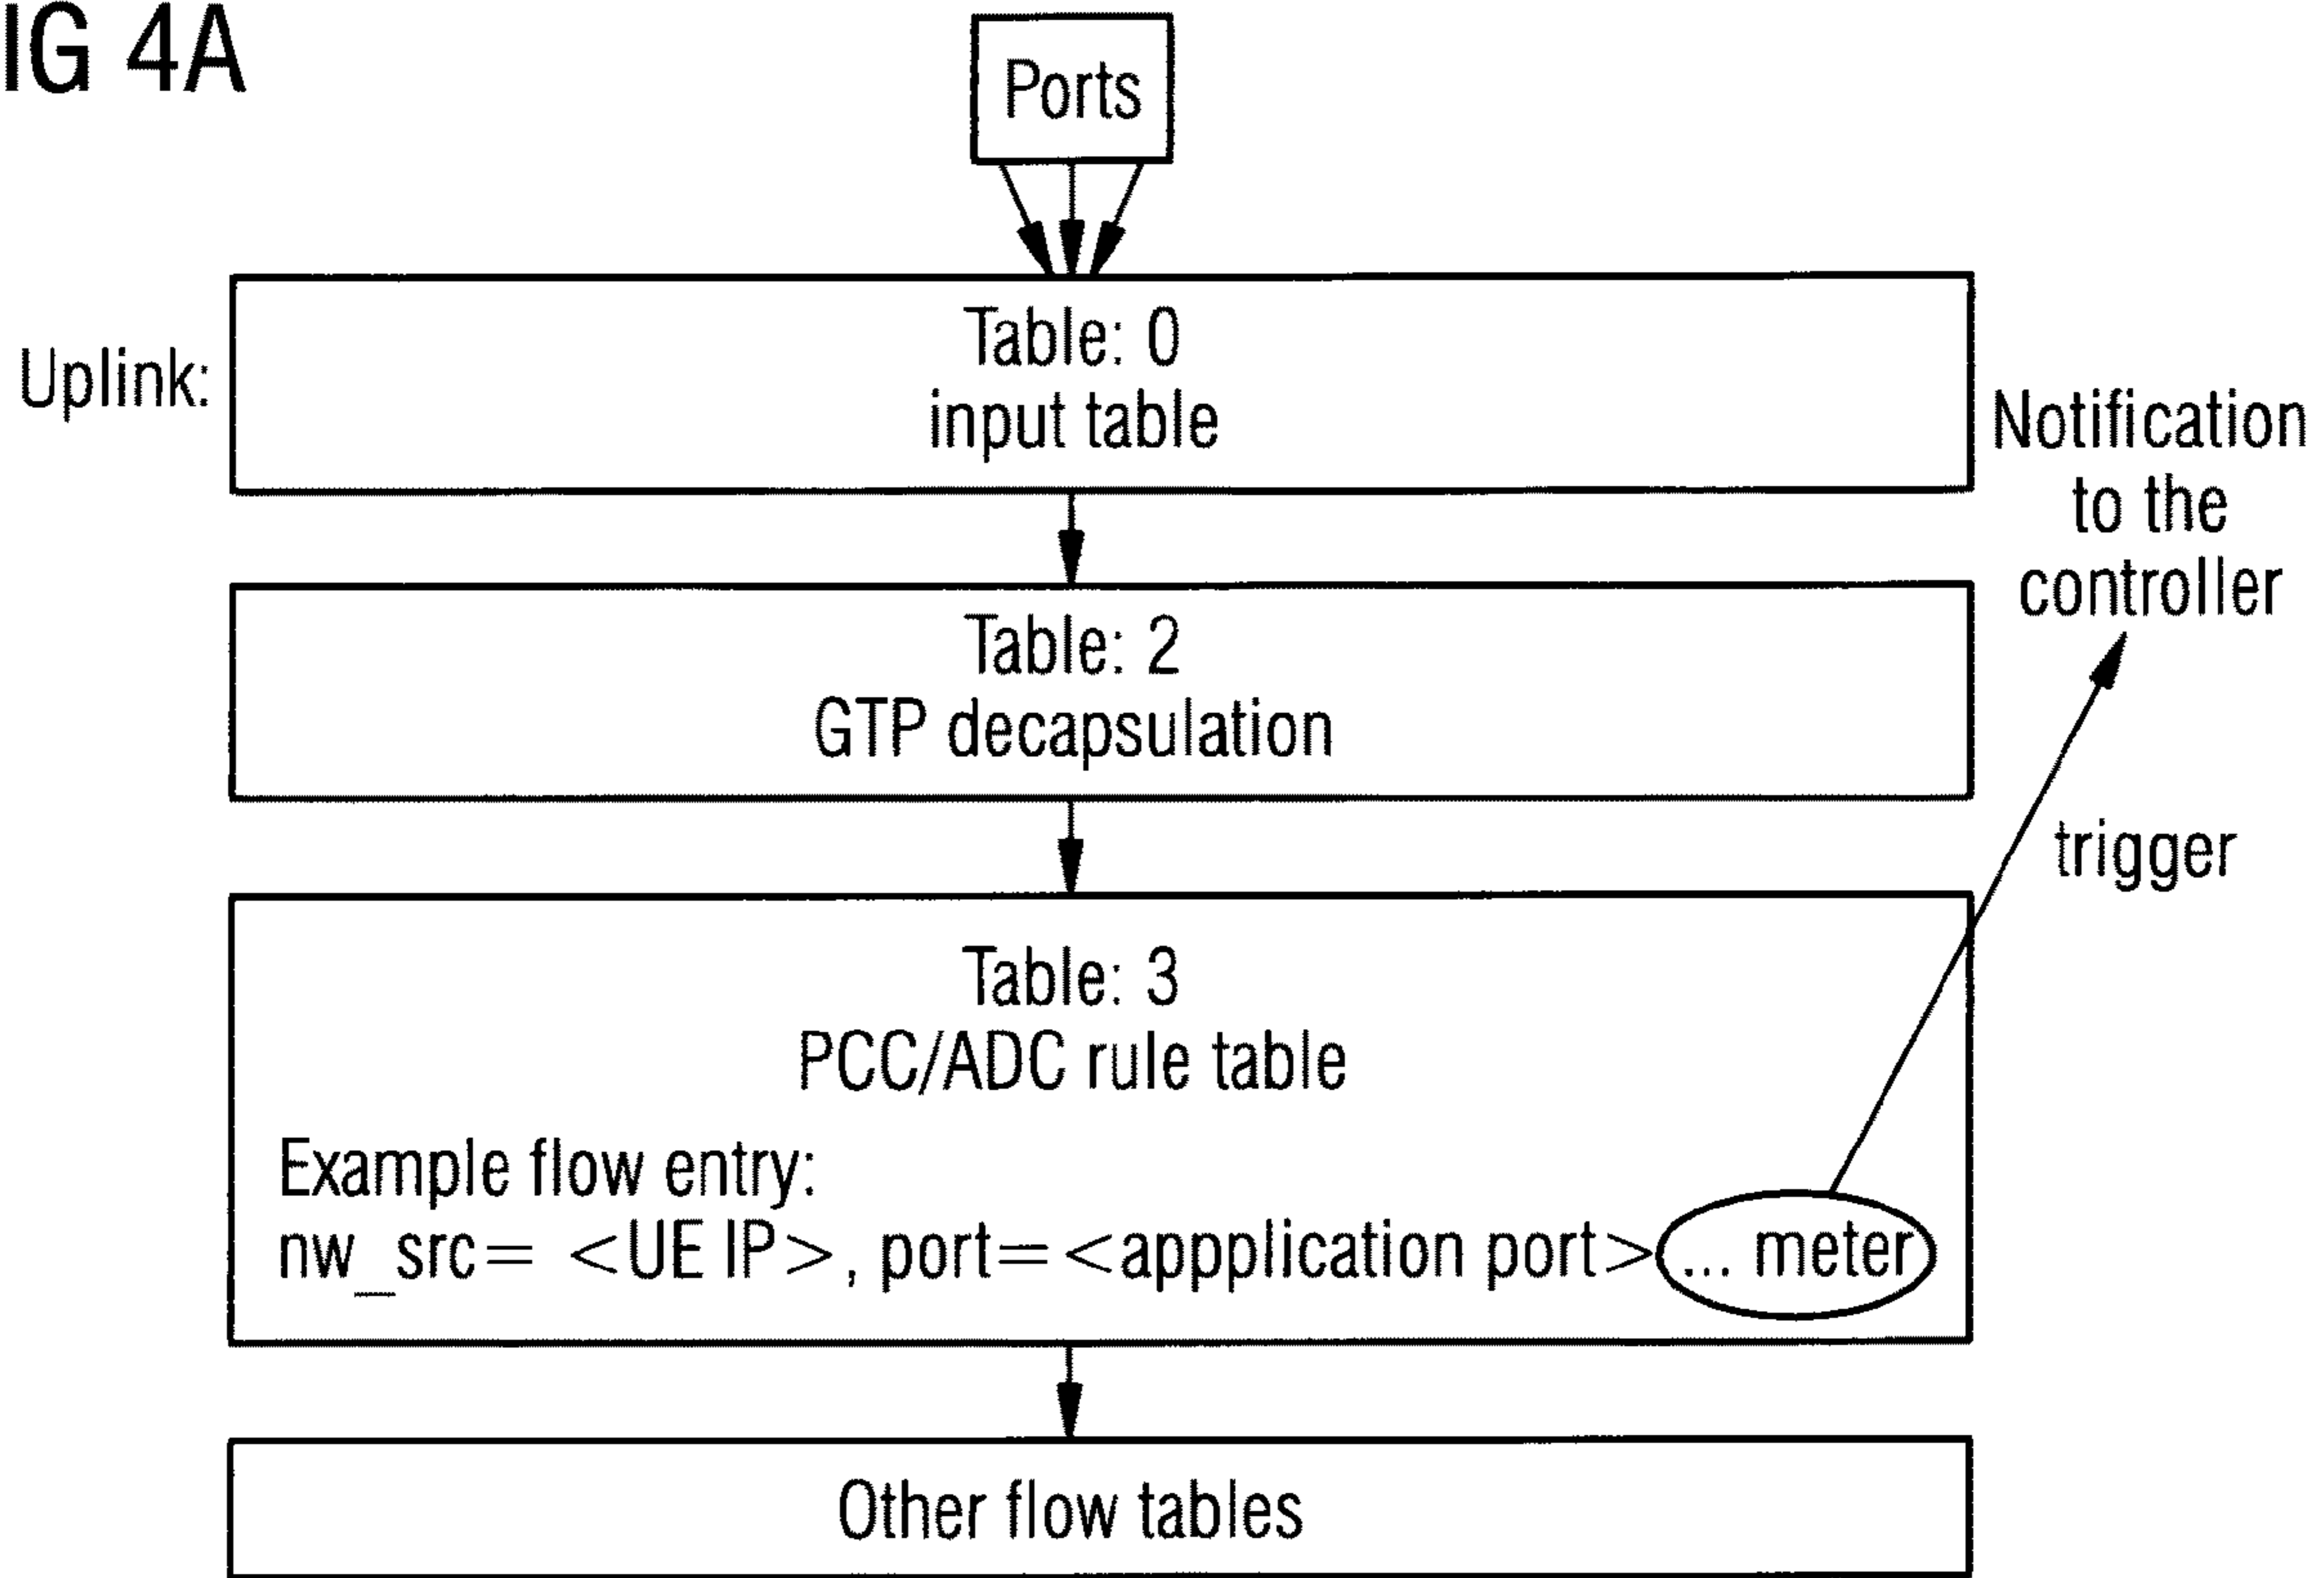 IG 4A
Ports
Uplink:
Table: 0
input table
Notification
to the
controller
Table: 2
GTP decapsulation
trigger
Table: 3
PCC/ADC rule table
Example flow entry:
nw_src= <UE IP>, port=<appplication port>... meter
Other flow tables